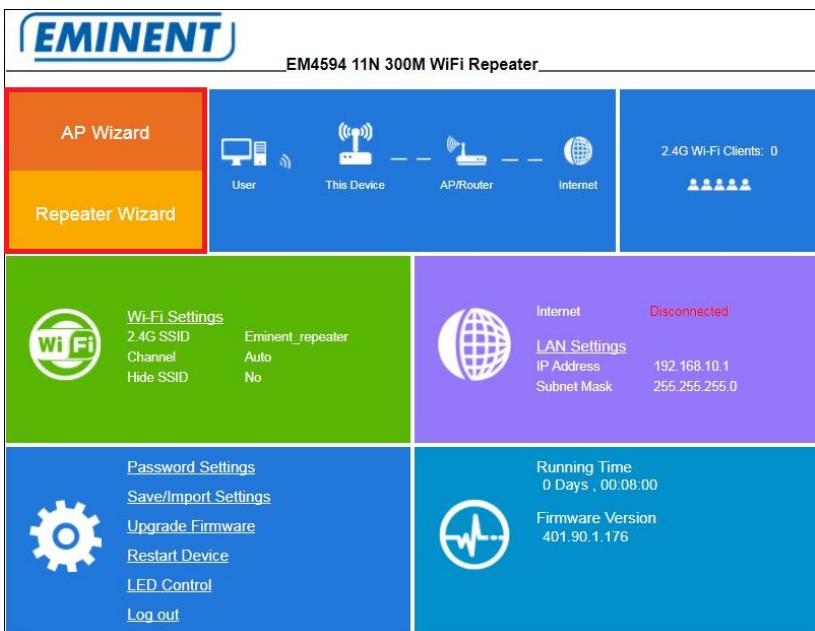 EMINENT
EM4594 11N 300M WiFi Repeater
AP Wizard
Repeater Wizard
User
This Device
AP/Router
Internet
2.4G Wi-Fi Clients: 0
WiFi
Wi-Fi Settings
2.4G SSID Eminent_repeater
Channel Auto
Hide SSID No
Internet Disconnected
LAN Settings
IP Address 192.168.10.1
Subnet Mask 255.255.255.0
Password Settings
Save/Import Settings
Upgrade Firmware
Restart Device
LED Control
Log out
Running Time
0 Days , 00:08:00
Firmware Version
401.90.1.176